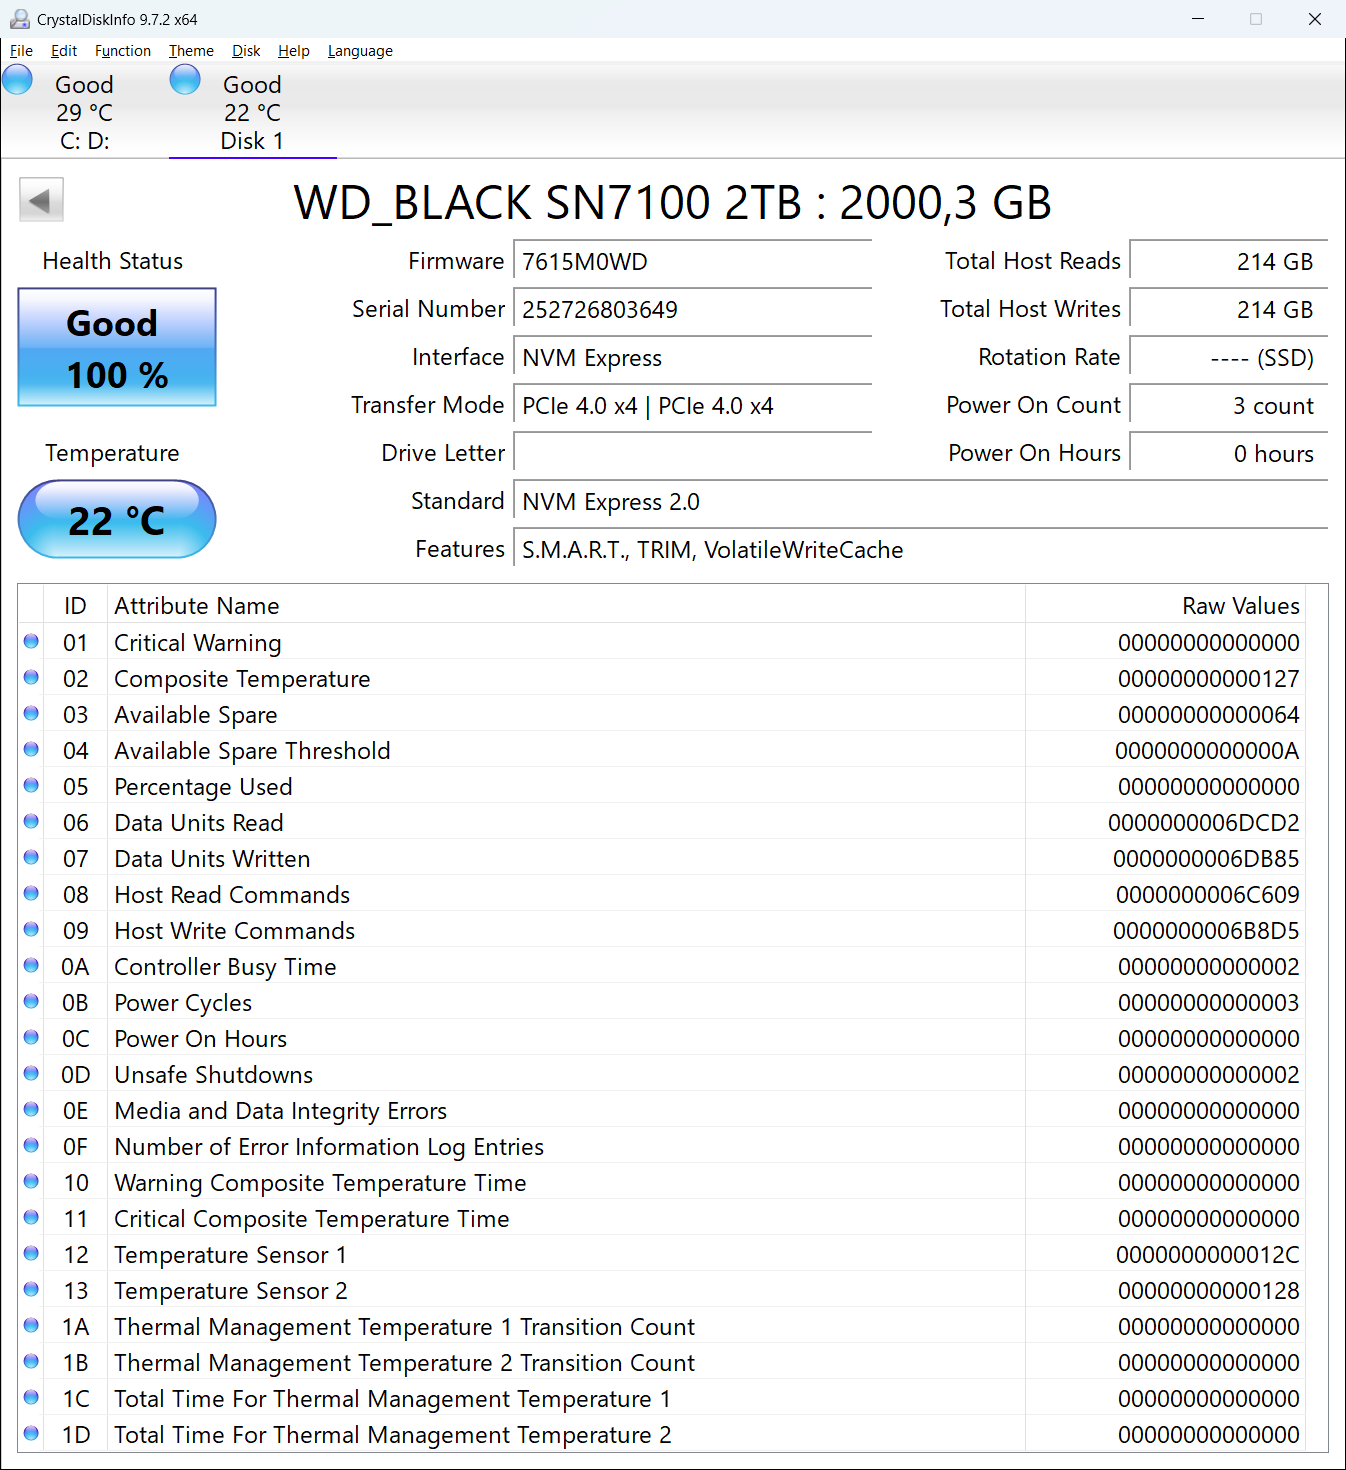 CrystalDiskInfo 9.7.2 x64
File Edit Function Theme Disk Help Language
Good
29 °C
C: D:
Good
22 °C
Disk 1
WD_BLACK SN7100 2TB : 2000,3 GB
Health Status
Good
100 %
Temperature
22 °C
Firmware 7615M0WD
Serial Number 252726803649
Interface NVM Express
Transfer Mode PCIe 4.0 x4 | PCIe 4.0 x4
Drive Letter
Standard NVM Express 2.0
Features S.M.A.R.T., TRIM, VolatileWriteCache
Total Host Reads 214 GB
Total Host Writes 214 GB
Rotation Rate ---- (SSD)
Power On Count 3 count
Power On Hours 0 hours
ID Attribute Name Raw Values
01 Critical Warning 00000000000000
02 Composite Temperature 00000000000127
03 Available Spare 00000000000064
04 Available Spare Threshold 0000000000000A
05 Percentage Used 00000000000000
06 Data Units Read 0000000006DCD2
07 Data Units Written 0000000006DB85
08 Host Read Commands 0000000006C609
09 Host Write Commands 0000000006B8D5
0A Controller Busy Time 00000000000002
0B Power Cycles 00000000000003
0C Power On Hours 00000000000000
0D Unsafe Shutdowns 00000000000002
0E Media and Data Integrity Errors 00000000000000
0F Number of Error Information Log Entries 00000000000000
10 Warning Composite Temperature Time 00000000000000
11 Critical Composite Temperature Time 00000000000000
12 Temperature Sensor 1 0000000000012C
13 Temperature Sensor 2 00000000000128
1A Thermal Management Temperature 1 Transition Count 00000000000000
1B Thermal Management Temperature 2 Transition Count 00000000000000
1C Total Time For Thermal Management Temperature 1 00000000000000
1D Total Time For Thermal Management Temperature 2 00000000000000